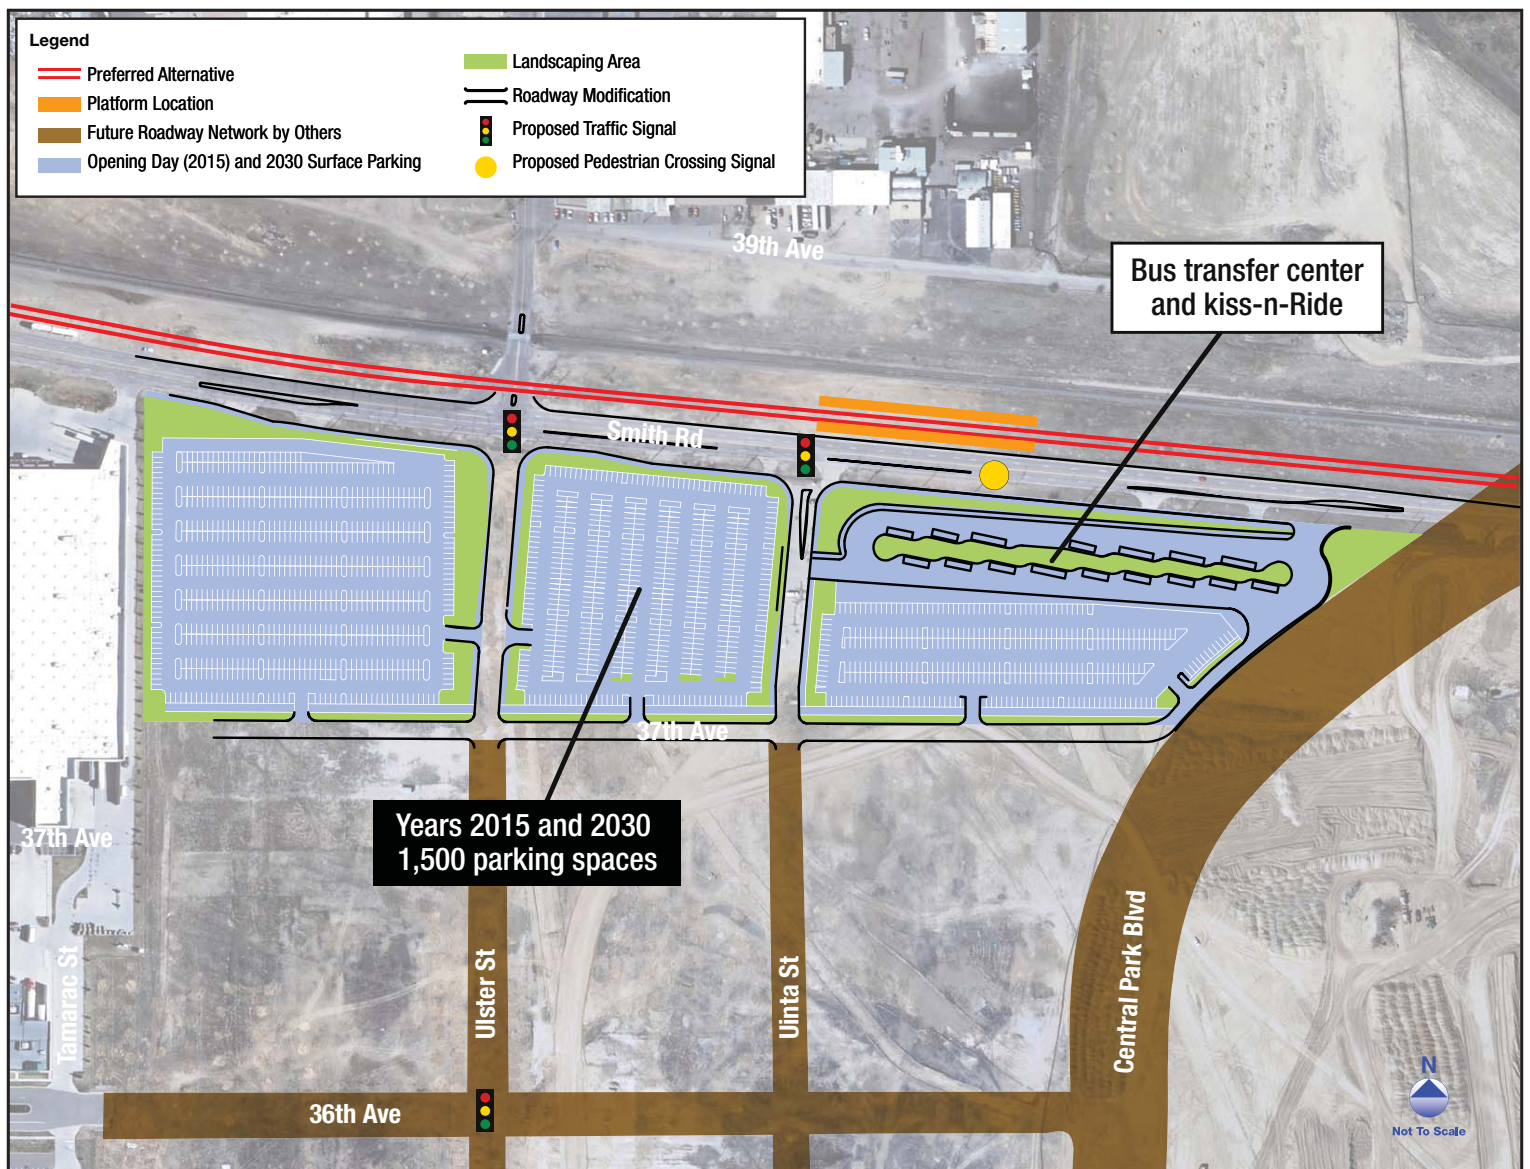 Legend
Preferred Alternative
Platform Location
Future Roadway Network by Others
Opening Day (2015) and 2030 Surface Parking
Landscaping Area
Roadway Modification
Proposed Traffic Signal
Proposed Pedestrian Crossing Signal
39th Ave
Bus transfer center
and kiss-n-Ride
Smith Rd
37th Ave
Years 2015 and 2030
1,500 parking spaces
37th Ave
Tamarac St
Ulster St
Uinta St
Central Park Blvd
36th Ave
N
Not To Scale